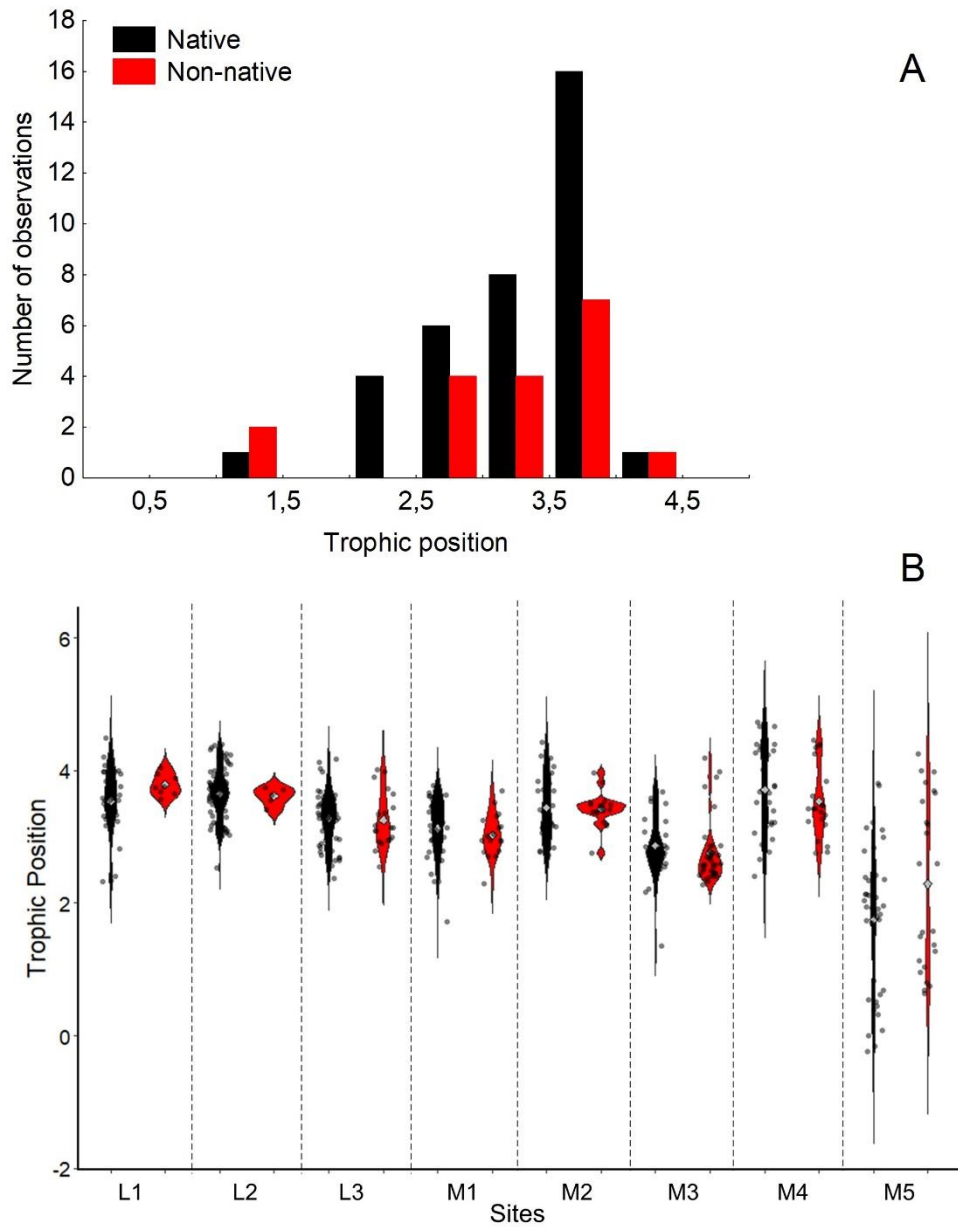 18
16
14
12
10
8
6
4
2
0
Number of observations
Native
Non-native
A
0,5 1,5 2,5 3,5 4,5
Trophic position
B
6
4
2
0
-2
Trophic Position
L1 L2 L3 M1 M2 M3 M4 M5
Sites